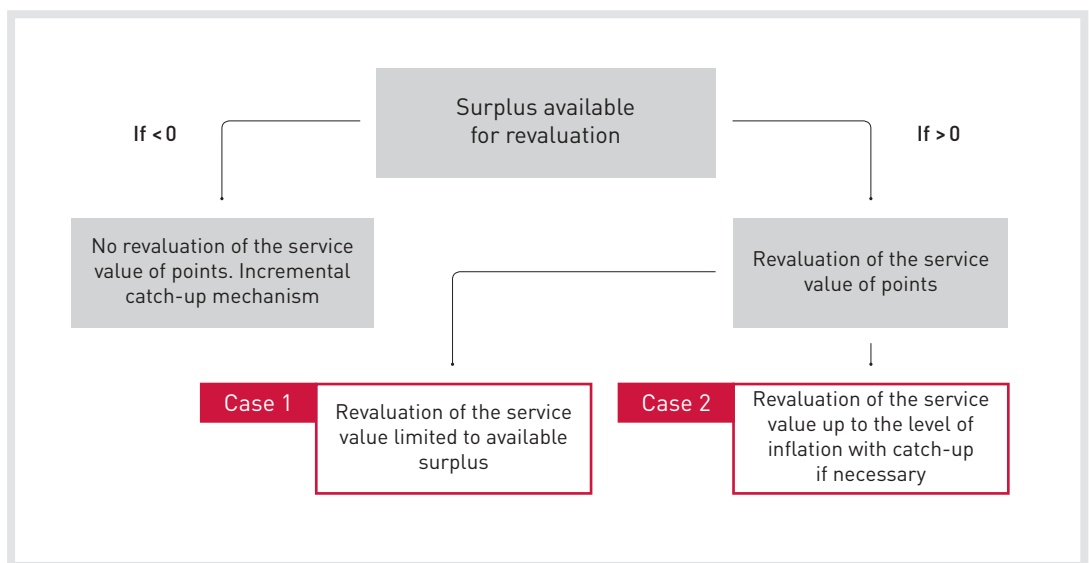 Surplus available
for revaluation
If < 0
If > 0
No revaluation of the service
value of points. Incremental
catch-up mechanism
Revaluation of the service
value of points
Case 1
Revaluation of the service
value limited to available
surplus
Case 2
Revaluation of the service
value up to the level of
inflation with catch-up
if necessary